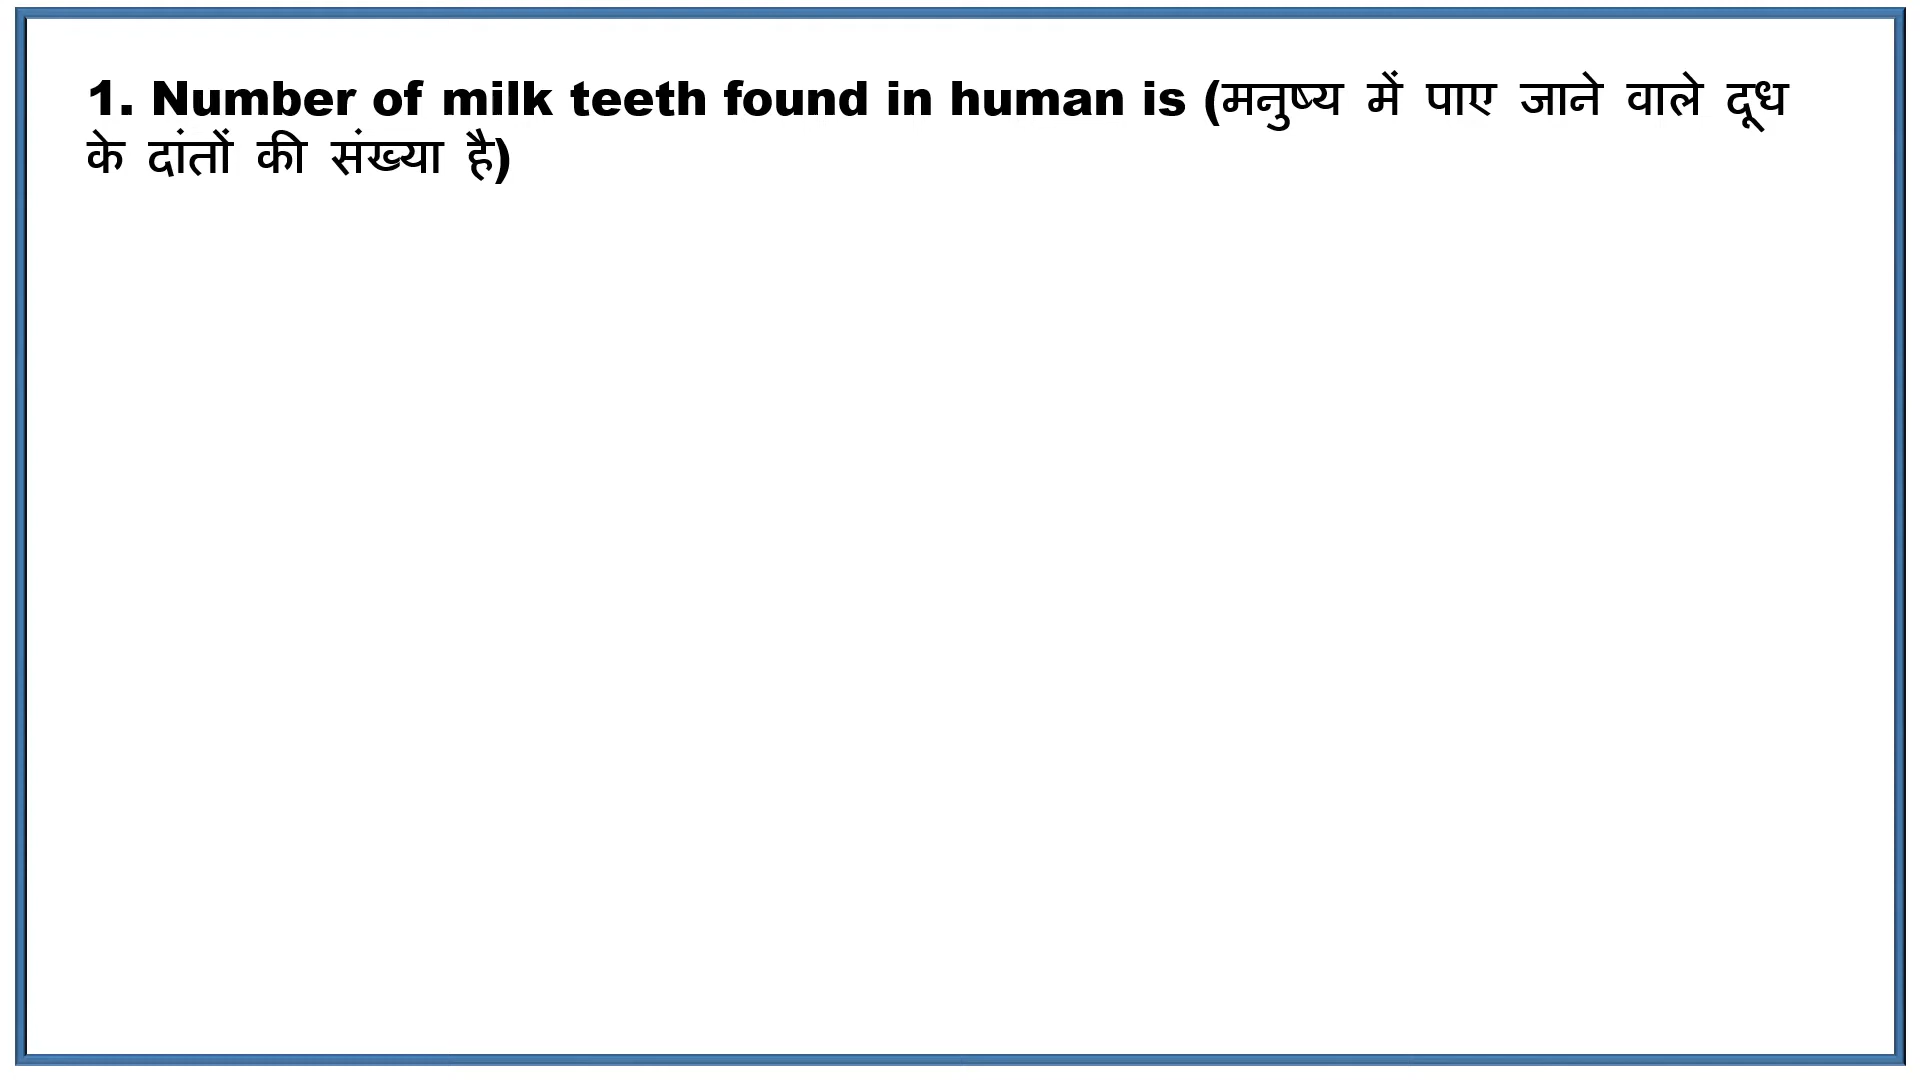 1. Number of milk teeth found in human is (मनुष्य में पाए जाने वाले दूध
के दांतों की संख्या है)